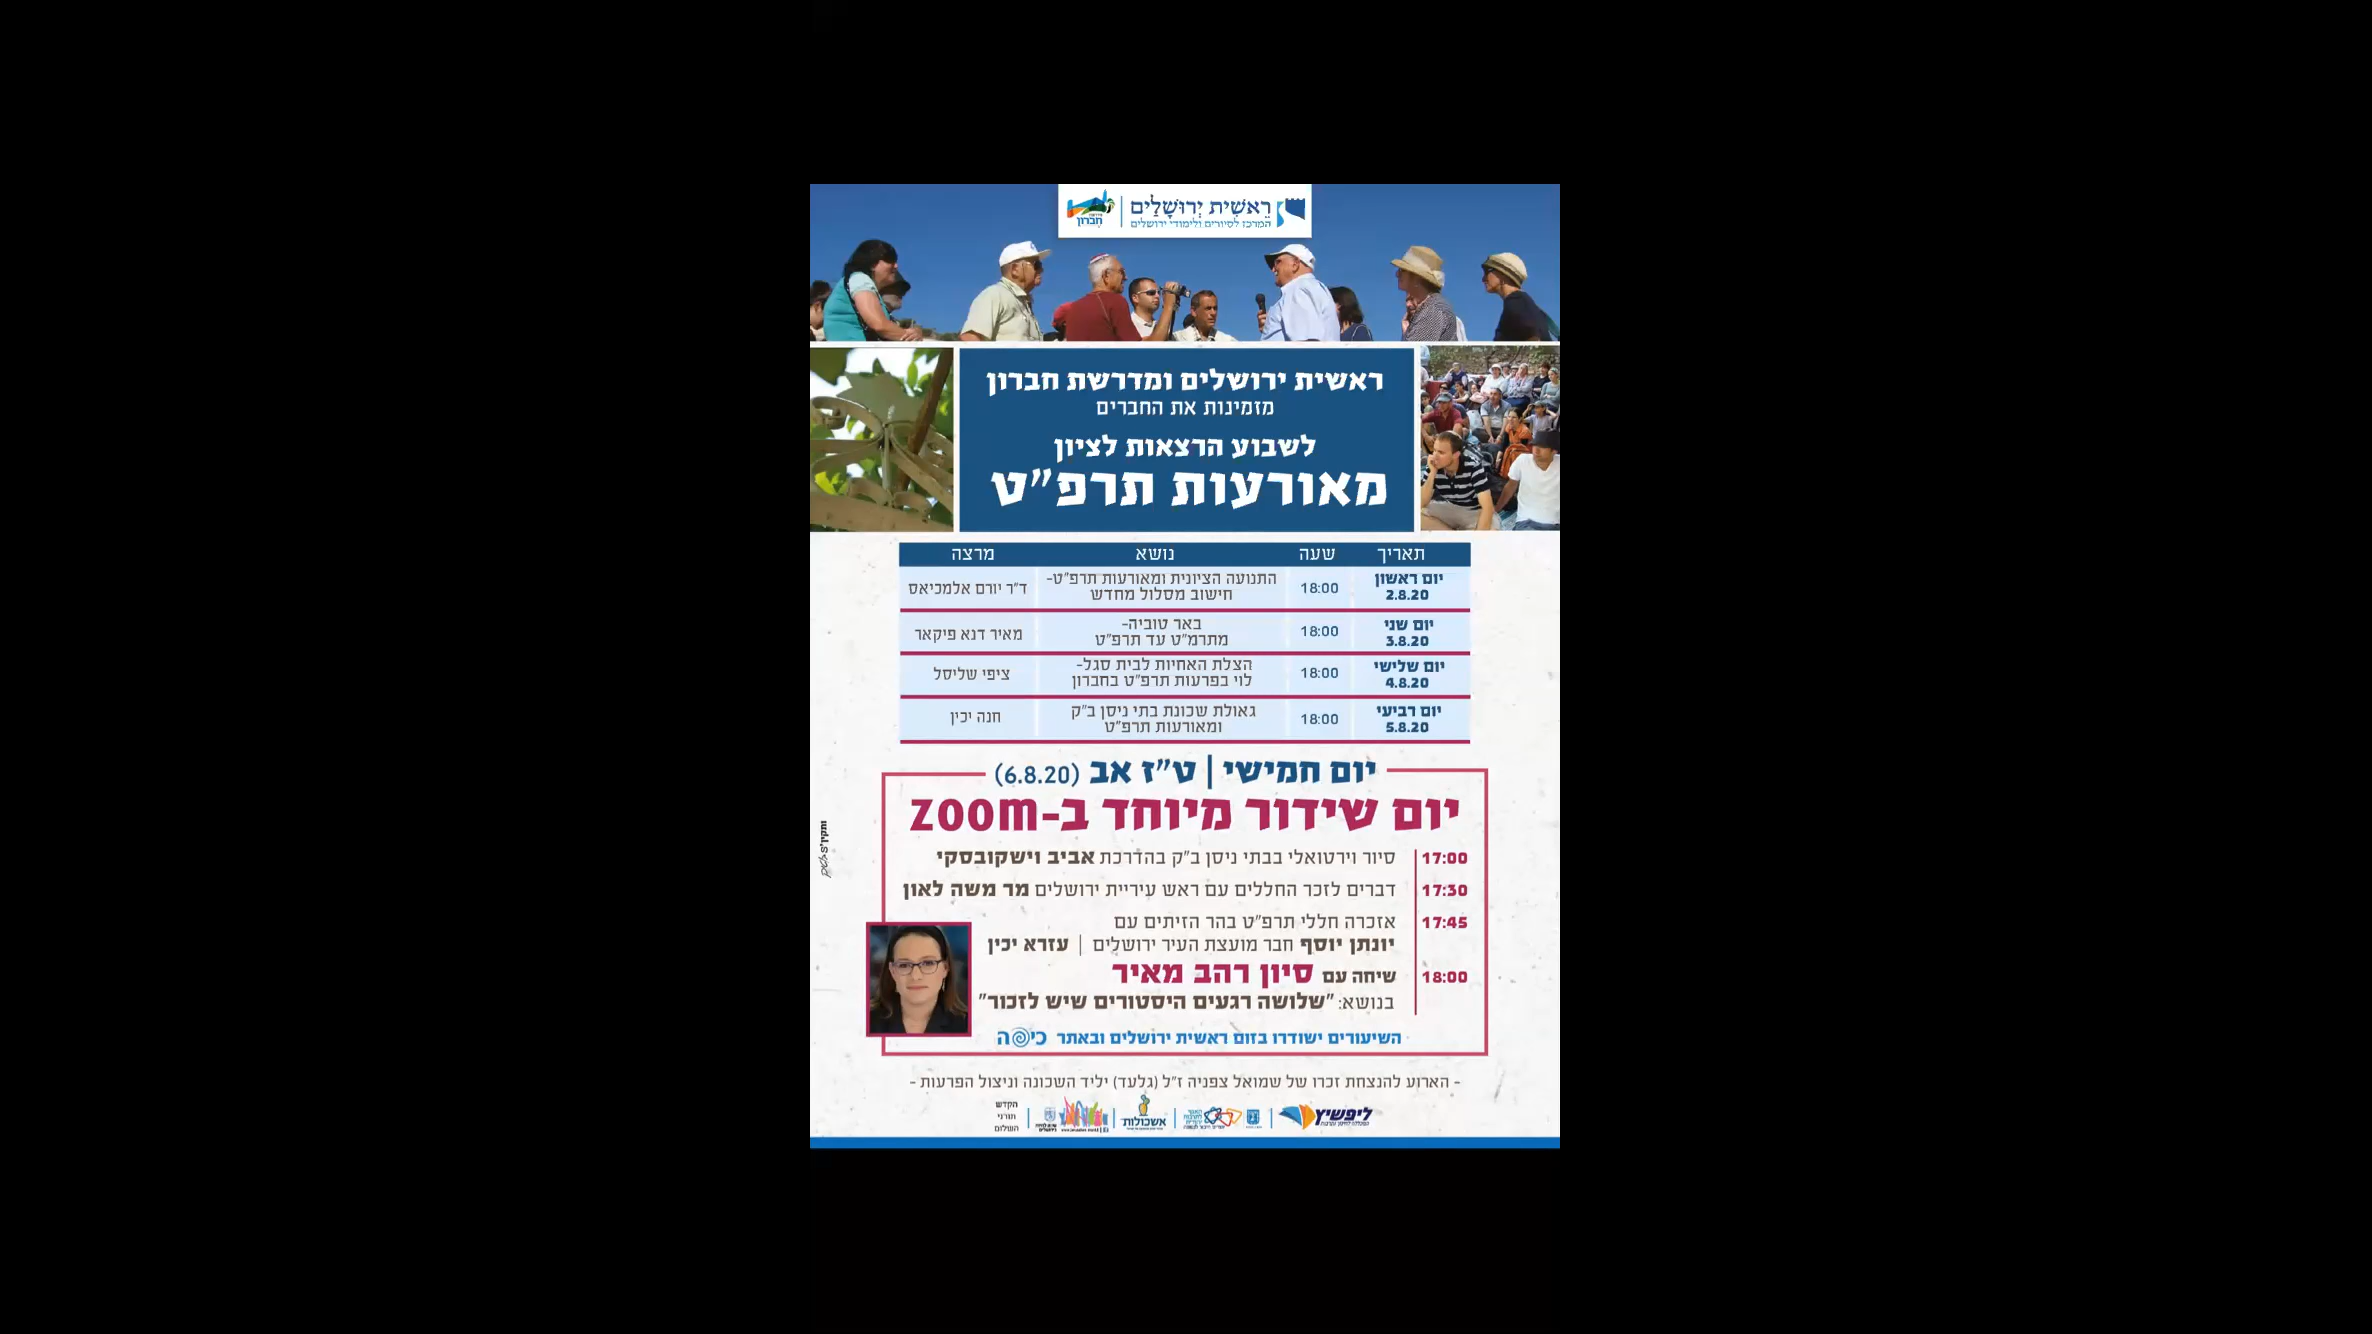 רֵאשִׁית יְרוּשָׁלַיִם
המרכז לסיורים ולימודי ירושלים
חברון
ראשית ירושלים ומדרשת חברון
מזמינות את החברים
לשבוע הרצאות לציון
מאורעות תרפ"ט
תאריך שעה נושא מרצה
יום ראשון 2.8.20 18:00 התנועה הציונית ומאורעות תרפ"ט- חישוב מסלול מחדש ד"ר יורם אלמכיאס
יום שני 3.8.20 18:00 באר טוביה- מתרמ"ט עד תרפ"ט מאיר דנא פיקאר
יום שלישי 4.8.20 18:00 הצלת האחיות לבית סגל- לוי בפרעות תרפ"ט בחברון ציפי שליסל
יום רביעי 5.8.20 18:00 גאולת שכונת בתי ניסן ב"ק ומאורעות תרפ"ט חנה יכין
יום חמישי | ט"ז אב (6.8.20)
יום שידור מיוחד ב-zoom
17:00 סיור וירטואלי בבתי ניסן ב"ק בהדרכת אביב וישקובסקי
17:30 דברים לזכר החללים עם ראש עיריית ירושלים מר משה לאון
17:45 אזכרה חללי תרפ"ט בהר הזיתים עם
יונתן יוסף חבר מועצת העיר ירושלים | עזרא יכין
18:00 שיחה עם סיון רהב מאיר
בנושא: "שלושה רגעים היסטורים שיש לזכור"
השיעורים ישודרו בזום ראשית ירושלים ובאתר כיפה
- הארוע להנצחת זכרו של שמואל צפניה ז"ל (גלעד) יליד השכונה וניצול הפרעות -
ליפשיץ
אשכולות
הקדש
תורני
השלום